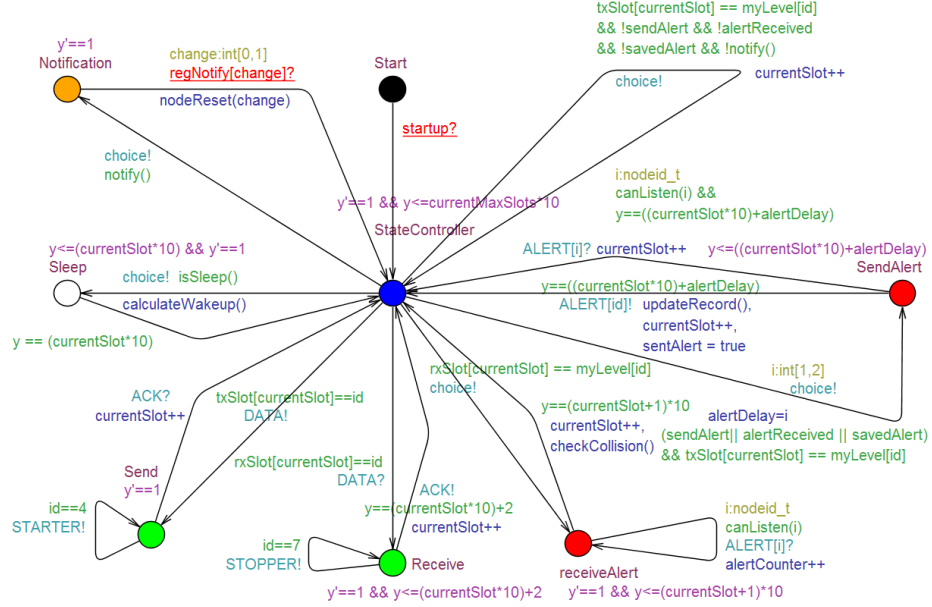 txSlot[currentSlot] == myLevel[id]
&& !sendAlert && !alertReceived
&& !savedAlert && !notify()
y'==1
Notification
change:int[0,1]
regNotify[change]?
nodeReset(change)
Start
choice!
currentSlot++
startup?
choice!
notify()
i:nodeid_t
canListen(i) &&
y==((currentSlot*10)+alertDelay)
y'==1 && y<=currentMaxSlots*10
StateController
y<=(currentSlot*10) && y'==1
Sleep
choice! isSleep()
calculateWakeup()
ALERT[i]? currentSlot++
y<=((currentSlot*10)+alertDelay)
SendAlert
y==((currentSlot*10)+alertDelay)
ALERT[id]! updateRecord(),
currentSlot++,
sentAlert = true
y == (currentSlot*10)
rxSlot[currentSlot] == myLevel[id]
choice!
i:int[1,2]
choice!
ACK?
currentSlot++
txSlot[currentSlot]==id
DATA!
y==(currentSlot+1)*10
currentSlot++,
checkCollision()
alertDelay=i
(sendAlert|| alertReceived || savedAlert)
&& txSlot[currentSlot] == myLevel[id]
rxSlot[currentSlot]==id
DATA?
Send
y'==1
ACK!
y==(currentSlot*10)+2
currentSlot++
id==4
STARTER!
id==7
STOPPER!
Receive
y'==1 && y<=(currentSlot*10)+2
i:nodeid_t
canListen(i)
ALERT[i]?
alertCounter++
receiveAlert
y'==1 && y<=(currentSlot+1)*10